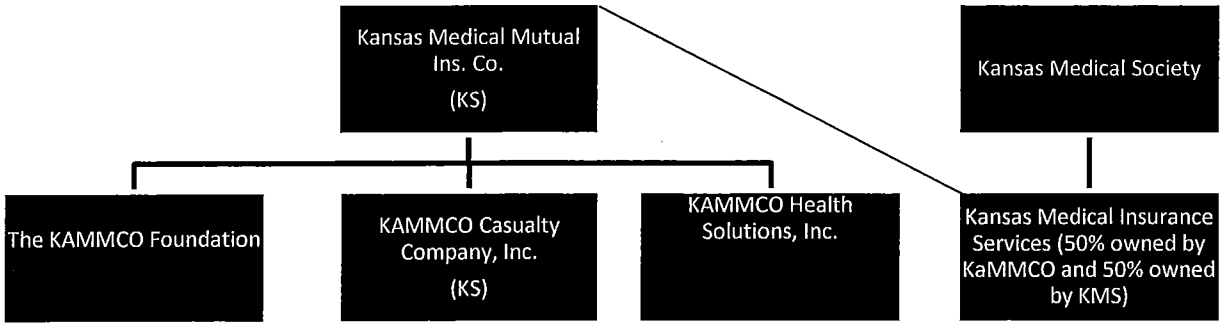 Kansas Medical Mutual
Ins. Co.
(KS)
Kansas Medical Society
The KAMMCO Foundation
KAMMCO Casualty
Company, Inc.
(KS)
KAMMCO Health
Solutions, Inc.
Kansas Medical Insurance
Services (50% owned by
KaMMCO and 50% owned
by KMS)